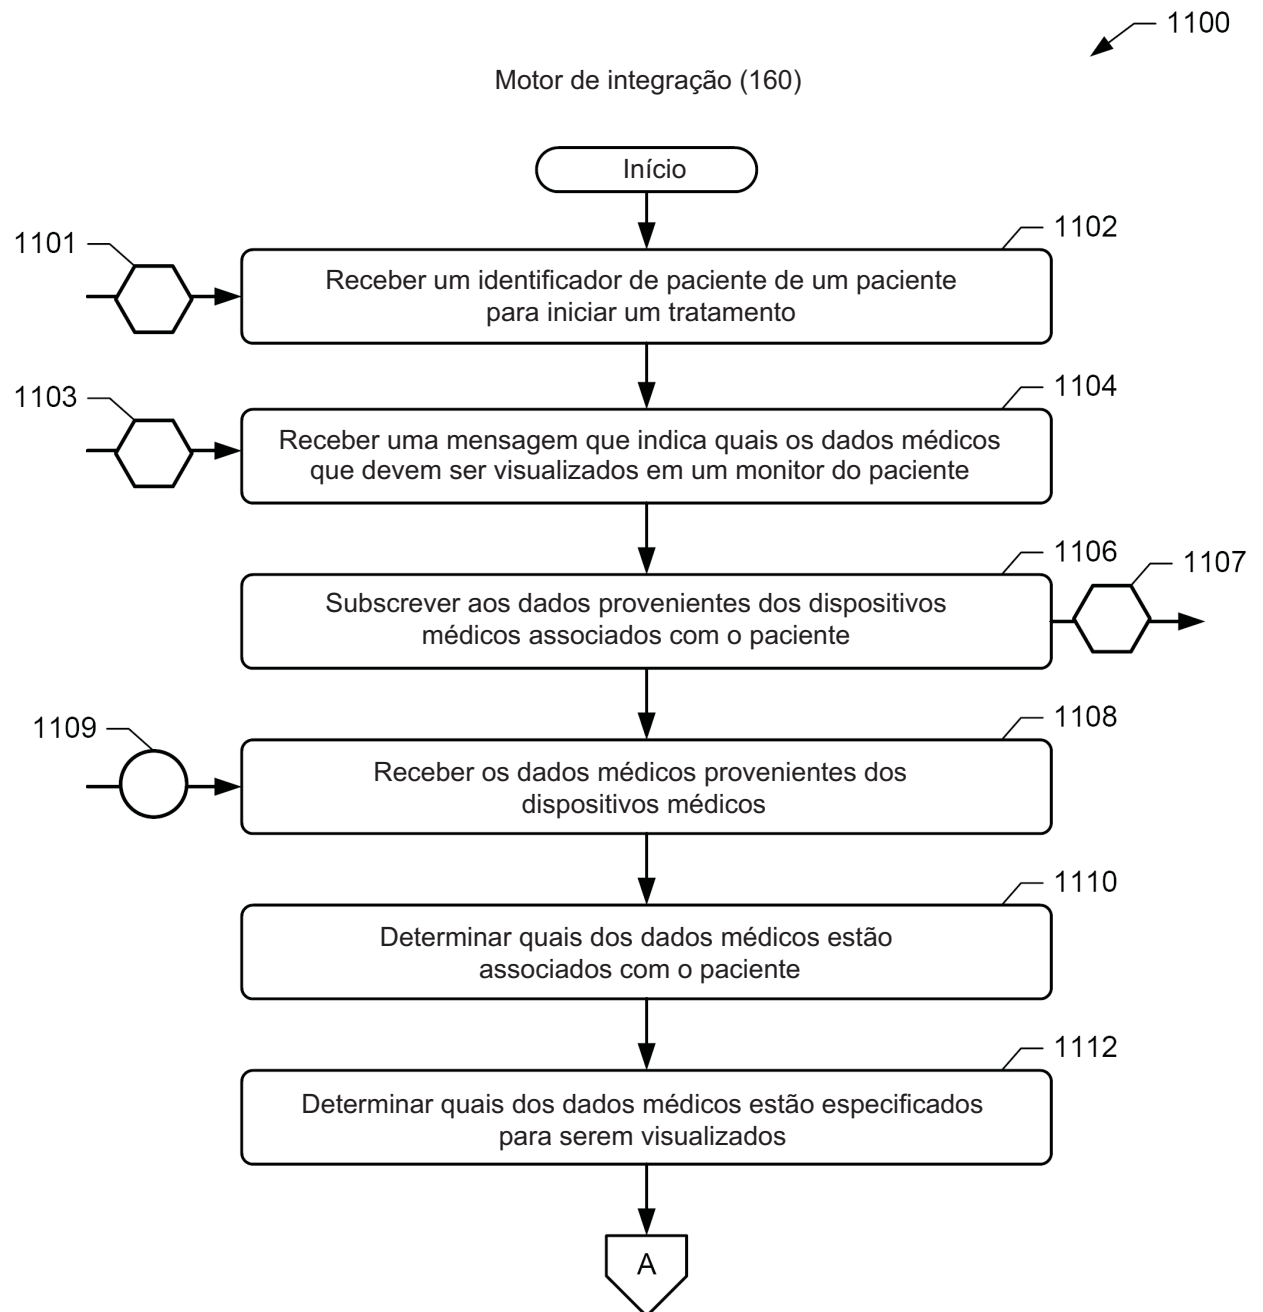 1100
Motor de integração (160)
Início
1101
1102
Receber um identificador de paciente de um paciente
para iniciar um tratamento
1103
1104
Receber uma mensagem que indica quais os dados médicos
que devem ser visualizados em um monitor do paciente
1106
1107
Subscrever aos dados provenientes dos dispositivos
médicos associados com o paciente
1109
1108
Receber os dados médicos provenientes dos
dispositivos médicos
1110
Determinar quais dos dados médicos estão
associados com o paciente
1112
Determinar quais dos dados médicos estão especificados
para serem visualizados
A